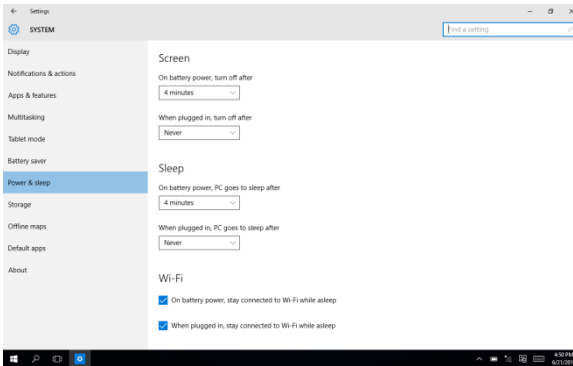 Settings
SYSTEM
Find a setting
Display
Notifications & actions
Apps & features
Multitasking
Tablet mode
Battery saver
Power & sleep
Storage
Offline maps
Default apps
About
Screen
On battery power, turn off after
4 minutes
When plugged in, turn off after
Never
Sleep
On battery power, PC goes to sleep after
4 minutes
When plugged in, PC goes to sleep after
Never
Wi-Fi
On battery power, stay connected to Wi-Fi while asleep
When plugged in, stay connected to Wi-Fi while asleep
4:50 PM